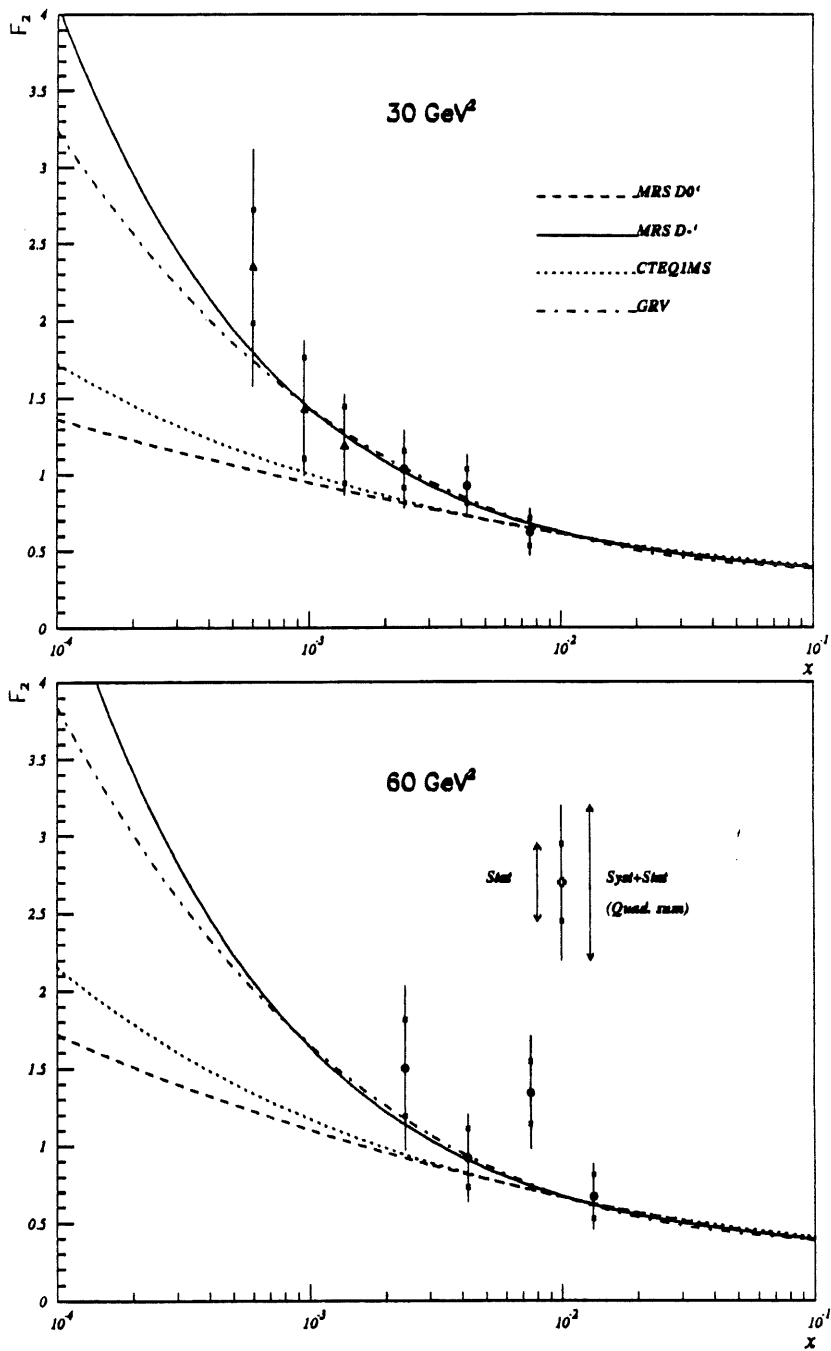 F₂
4
3.5
3
2.5
2
1.5
1
0.5
0
30 GeV²
MRS D0'
MRS D-'
CTEQ1MS
GRV
10⁻⁴
10⁻³
10⁻²
10⁻¹
x
F₂
4
3.5
3
2.5
2
1.5
1
0.5
0
60 GeV²
Stat
Syst+Stat
(Quad. sum)
10⁻⁴
10⁻³
10⁻²
10⁻¹
x